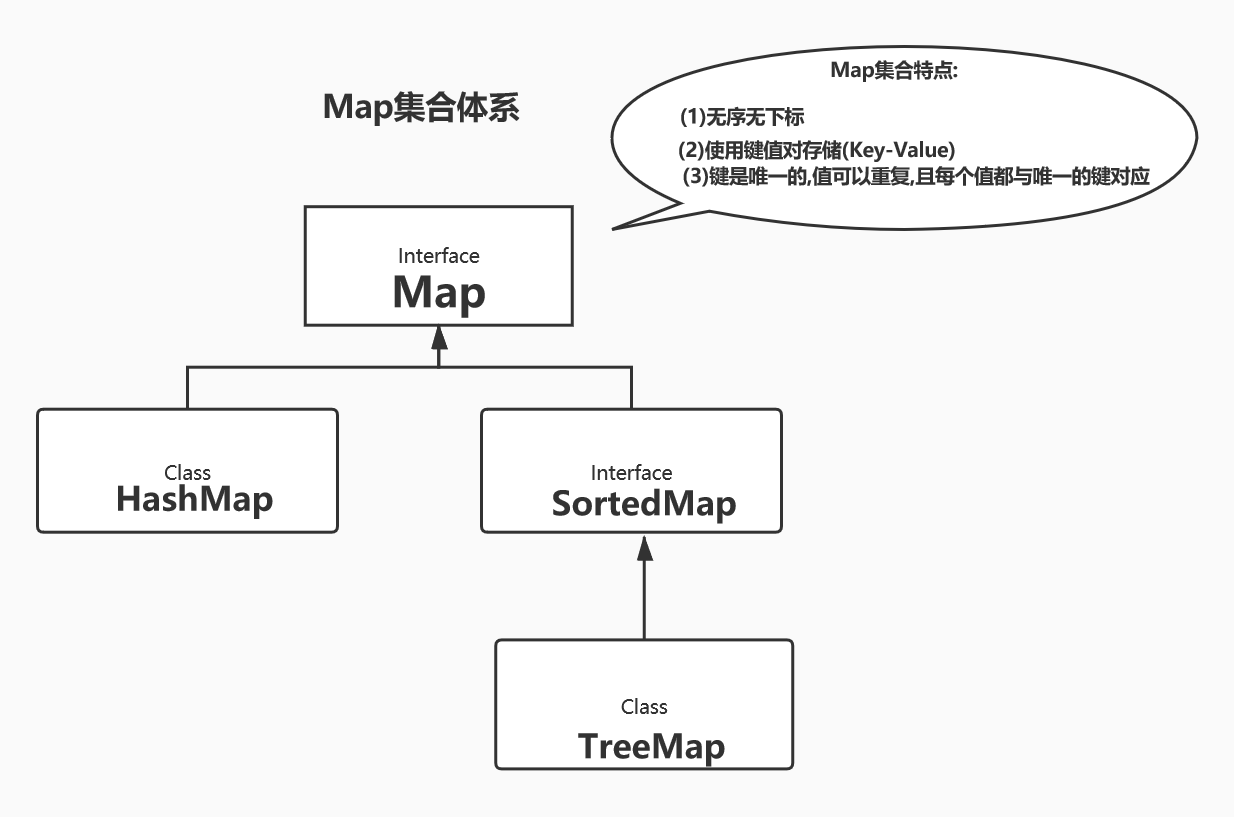 Map集合体系
Map集合特点:
(1)无序无下标
(2)使用键值对存储(Key-Value)
(3)键是唯一的,值可以重复,且每个值都与唯一的键对应
Interface
Map
Class
HashMap
Interface
SortedMap
Class
TreeMap